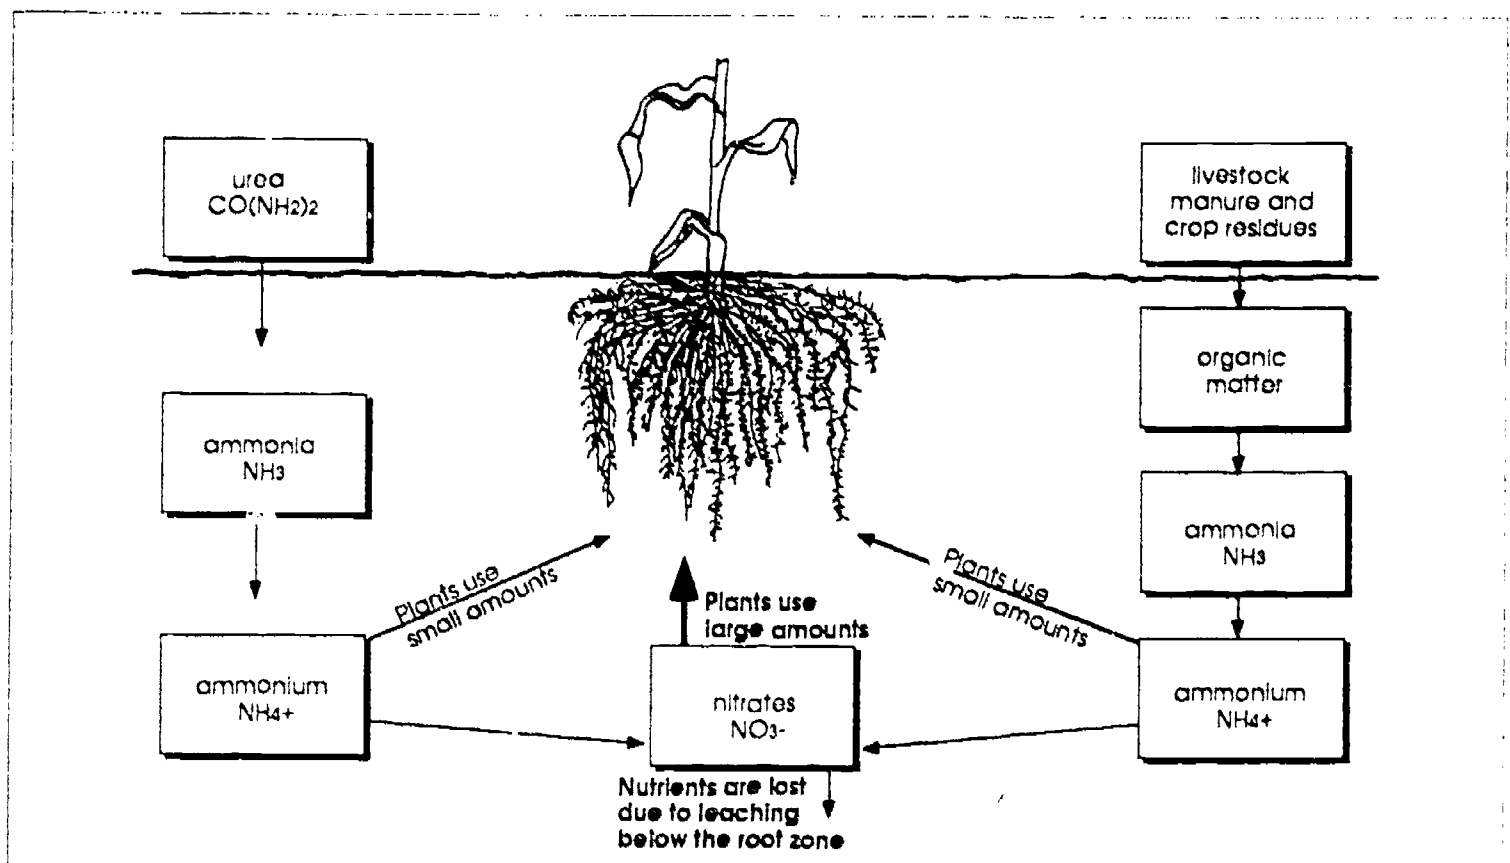 urea
CO(NH2)2
livestock
manure and
crop residues
organic
matter
ammonia
NH3
ammonia
NH3
Plants use
small amounts
Plants use
large amounts
Plants use
small amounts
ammonium
NH4+
nitrates
NO3-
ammonium
NH4+
Nutrients are lost
due to leaching
below the root zone